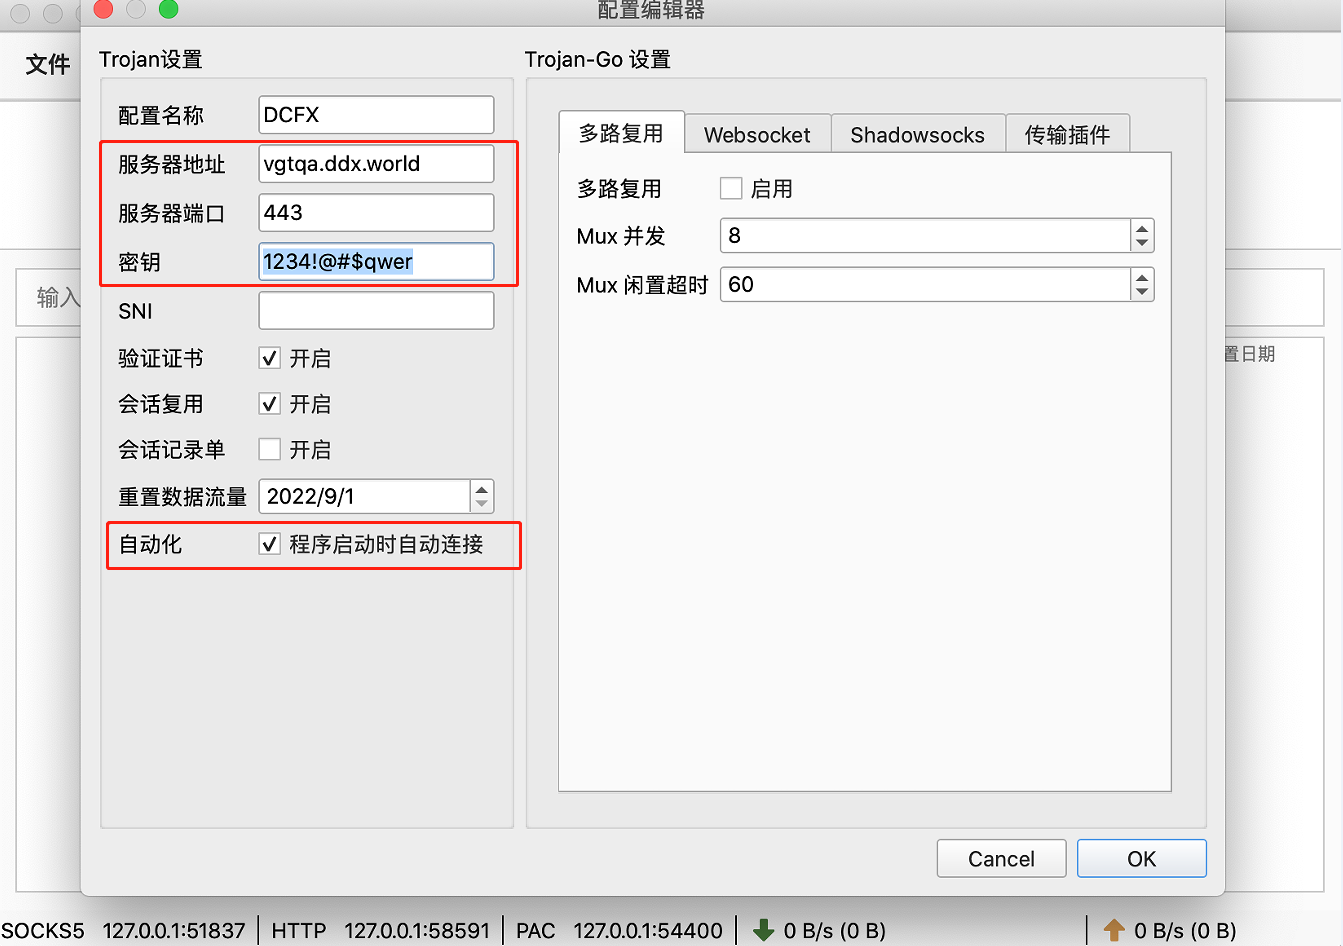 配置编辑器
文件
Trojan设置
配置名称 DCFX
服务器地址 vgtqa.ddx.world
服务器端口 443
密钥 1234!@#$qwer
SNI
验证证书 开启
会话复用 开启
会话记录单 开启
重置数据流量 2022/9/1
自动化 程序启动时自动连接
Trojan-Go 设置
多路复用 Websocket Shadowsocks 传输插件
多路复用 启用
Mux 并发 8
Mux 闲置超时 60
输入
置日期
Cancel OK
SOCKS5 127.0.0.1:51837 HTTP 127.0.0.1:58591 PAC 127.0.0.1:54400 0 B/s (0 B) 0 B/s (0 B)